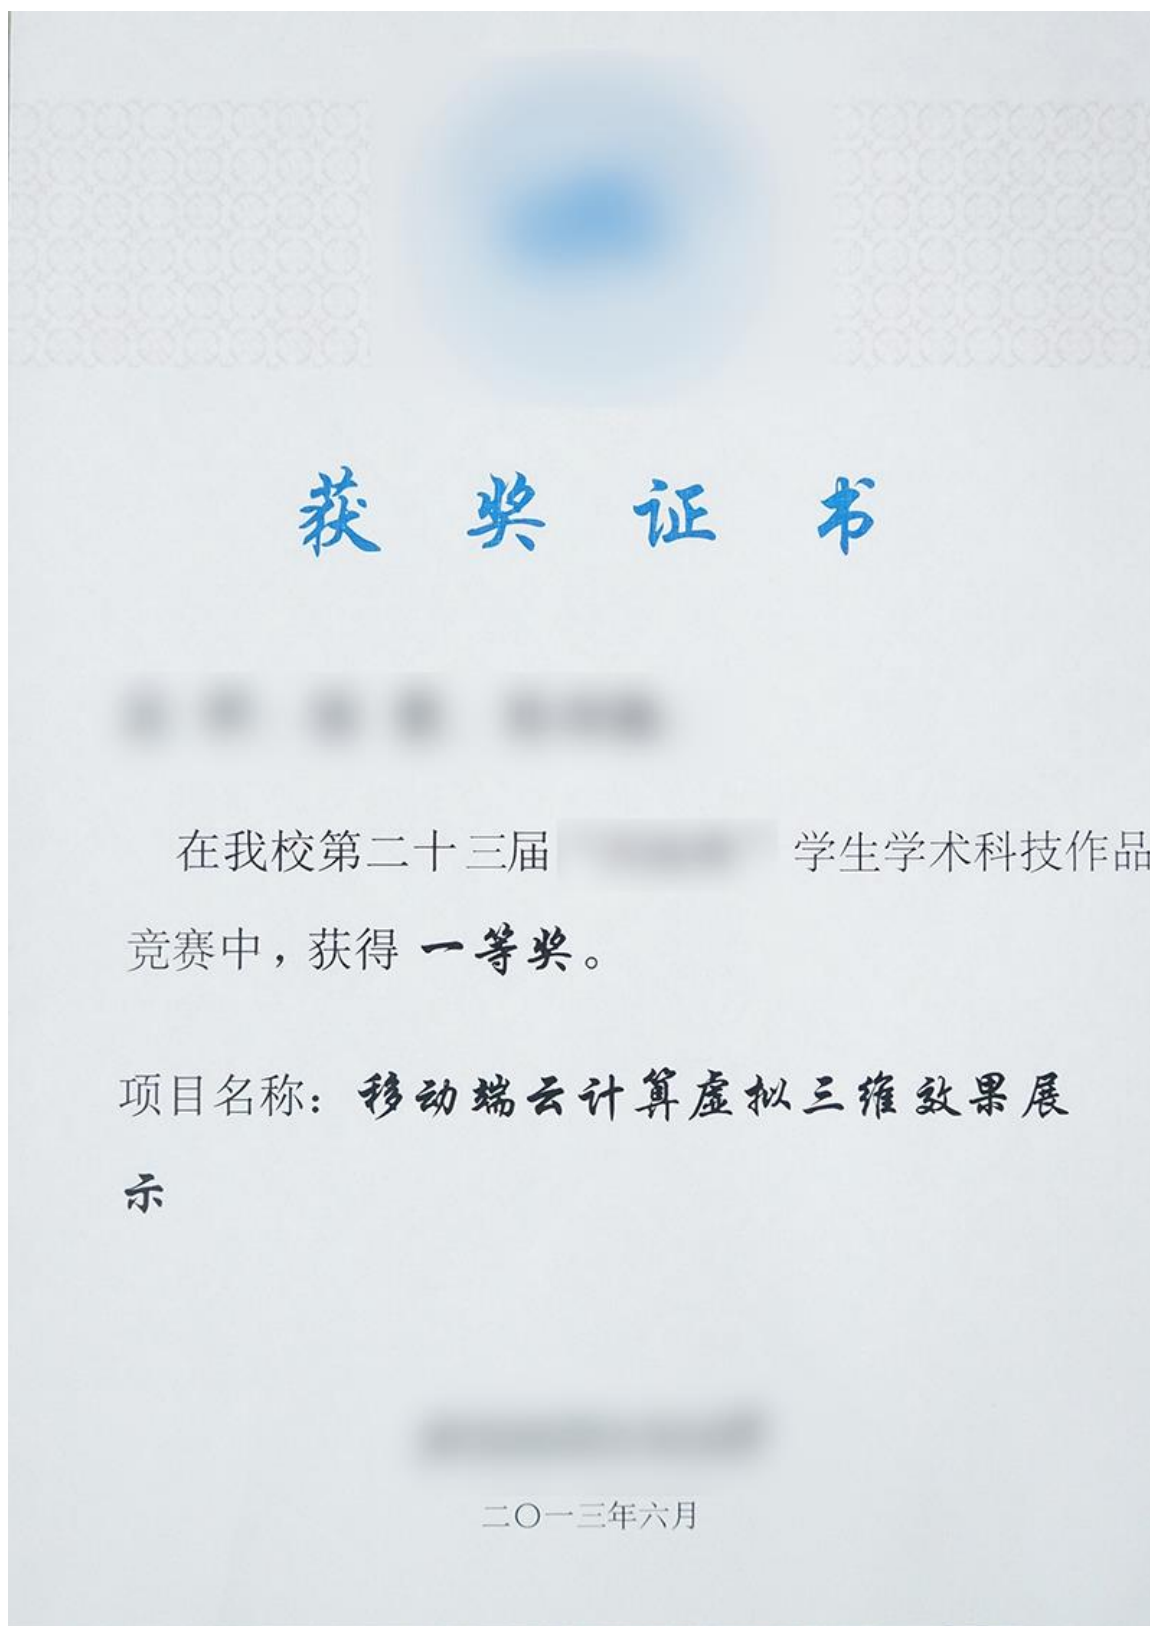 获奖证书
在我校第二十三届 学生学术科技作品
竞赛中，获得 一等奖。
项目名称：移动端云计算虚拟三维效果展
示
二〇一三年六月